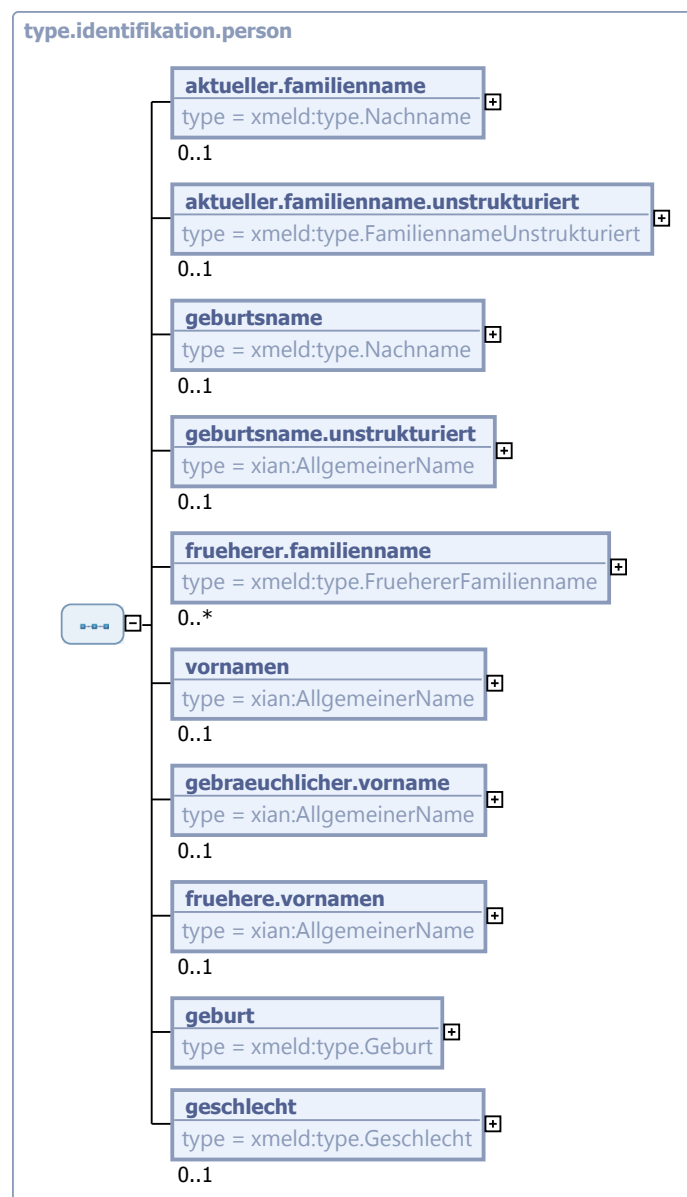 type.identifikation.person
aktueller.familienname
type = xmeld:type.Nachname
0..1
aktueller.familienname.unstrukturiert
type = xmeld:type.FamiliennameUnstrukturiert
0..1
geburtsname
type = xmeld:type.Nachname
0..1
geburtsname.unstrukturiert
type = xian:AllgemeinerName
0..1
frueherer.familienname
type = xmeld:type.FruehererFamilienname
0..*
vornamen
type = xian:AllgemeinerName
0..1
gebraeuchlicher.vorname
type = xian:AllgemeinerName
0..1
fruehere.vornamen
type = xian:AllgemeinerName
0..1
geburt
type = xmeld:type.Geburt
geschlecht
type = xmeld:type.Geschlecht
0..1